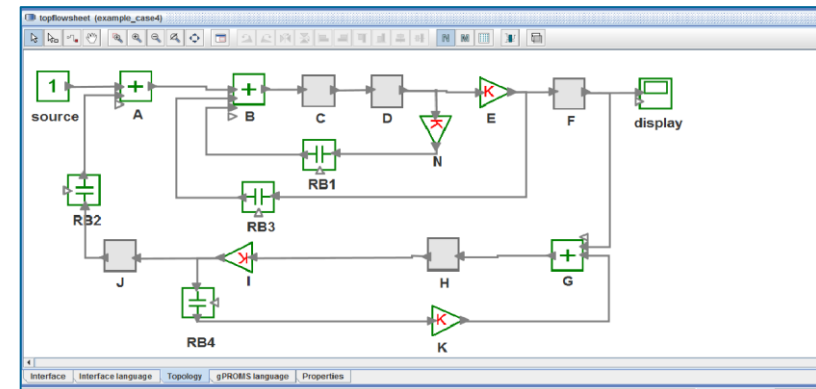 topflowsheet (example_case4)
1
source
A
B
C
D
K
E
F
display
K
N
RB1
RB2
RB3
J
K
I
H
G
RB4
K
K
Interface
Interface language
Topology
gPROMS language
Properties